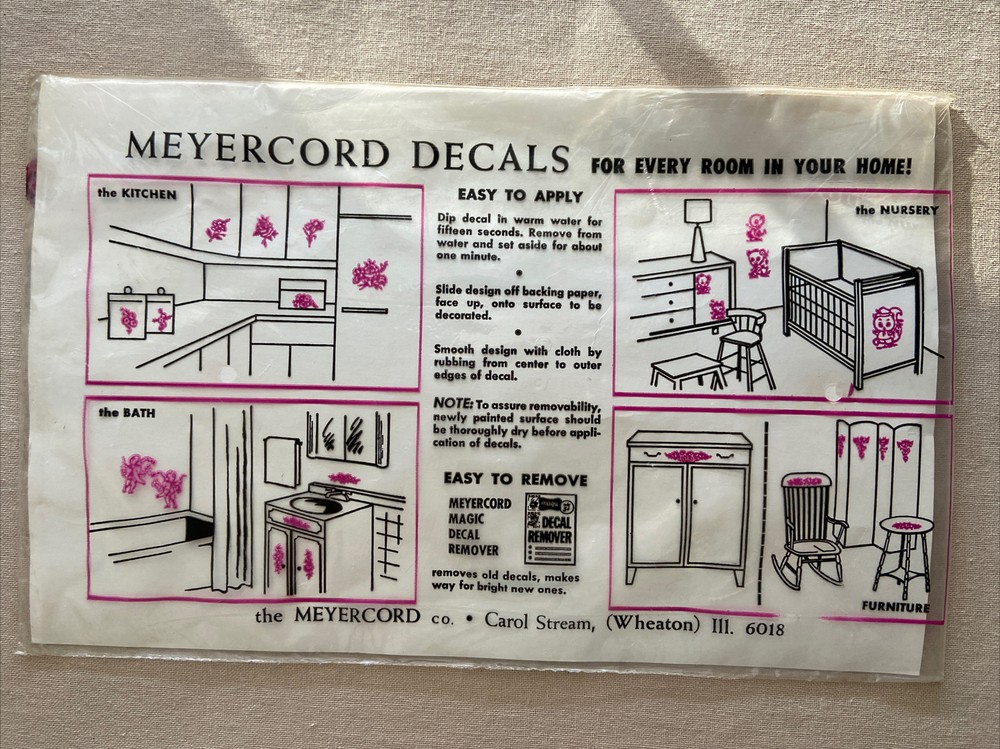 MEYERCORD DECALS FOR EVERY ROOM IN YOUR HOME!
the KITCHEN
EASY TO APPLY
Dip decal in warm water for
fifteen seconds. Remove from
water and set aside for about
one minute.
•
Slide design off backing paper,
face up, onto surface to be
decorated.
•
Smooth design with cloth by
rubbing from center to outer
edges of decal.
NOTE: To assure removability,
newly painted surface should
be thoroughly dry before appli-
cation of decals.
EASY TO REMOVE
MEYERCORD
MAGIC
DECAL
REMOVER
DECAL
REMOVER
removes old decals, makes
way for bright new ones.
the NURSERY
the BATH
FURNITURE
the MEYERCORD co. • Carol Stream, (Wheaton) Ill. 6018